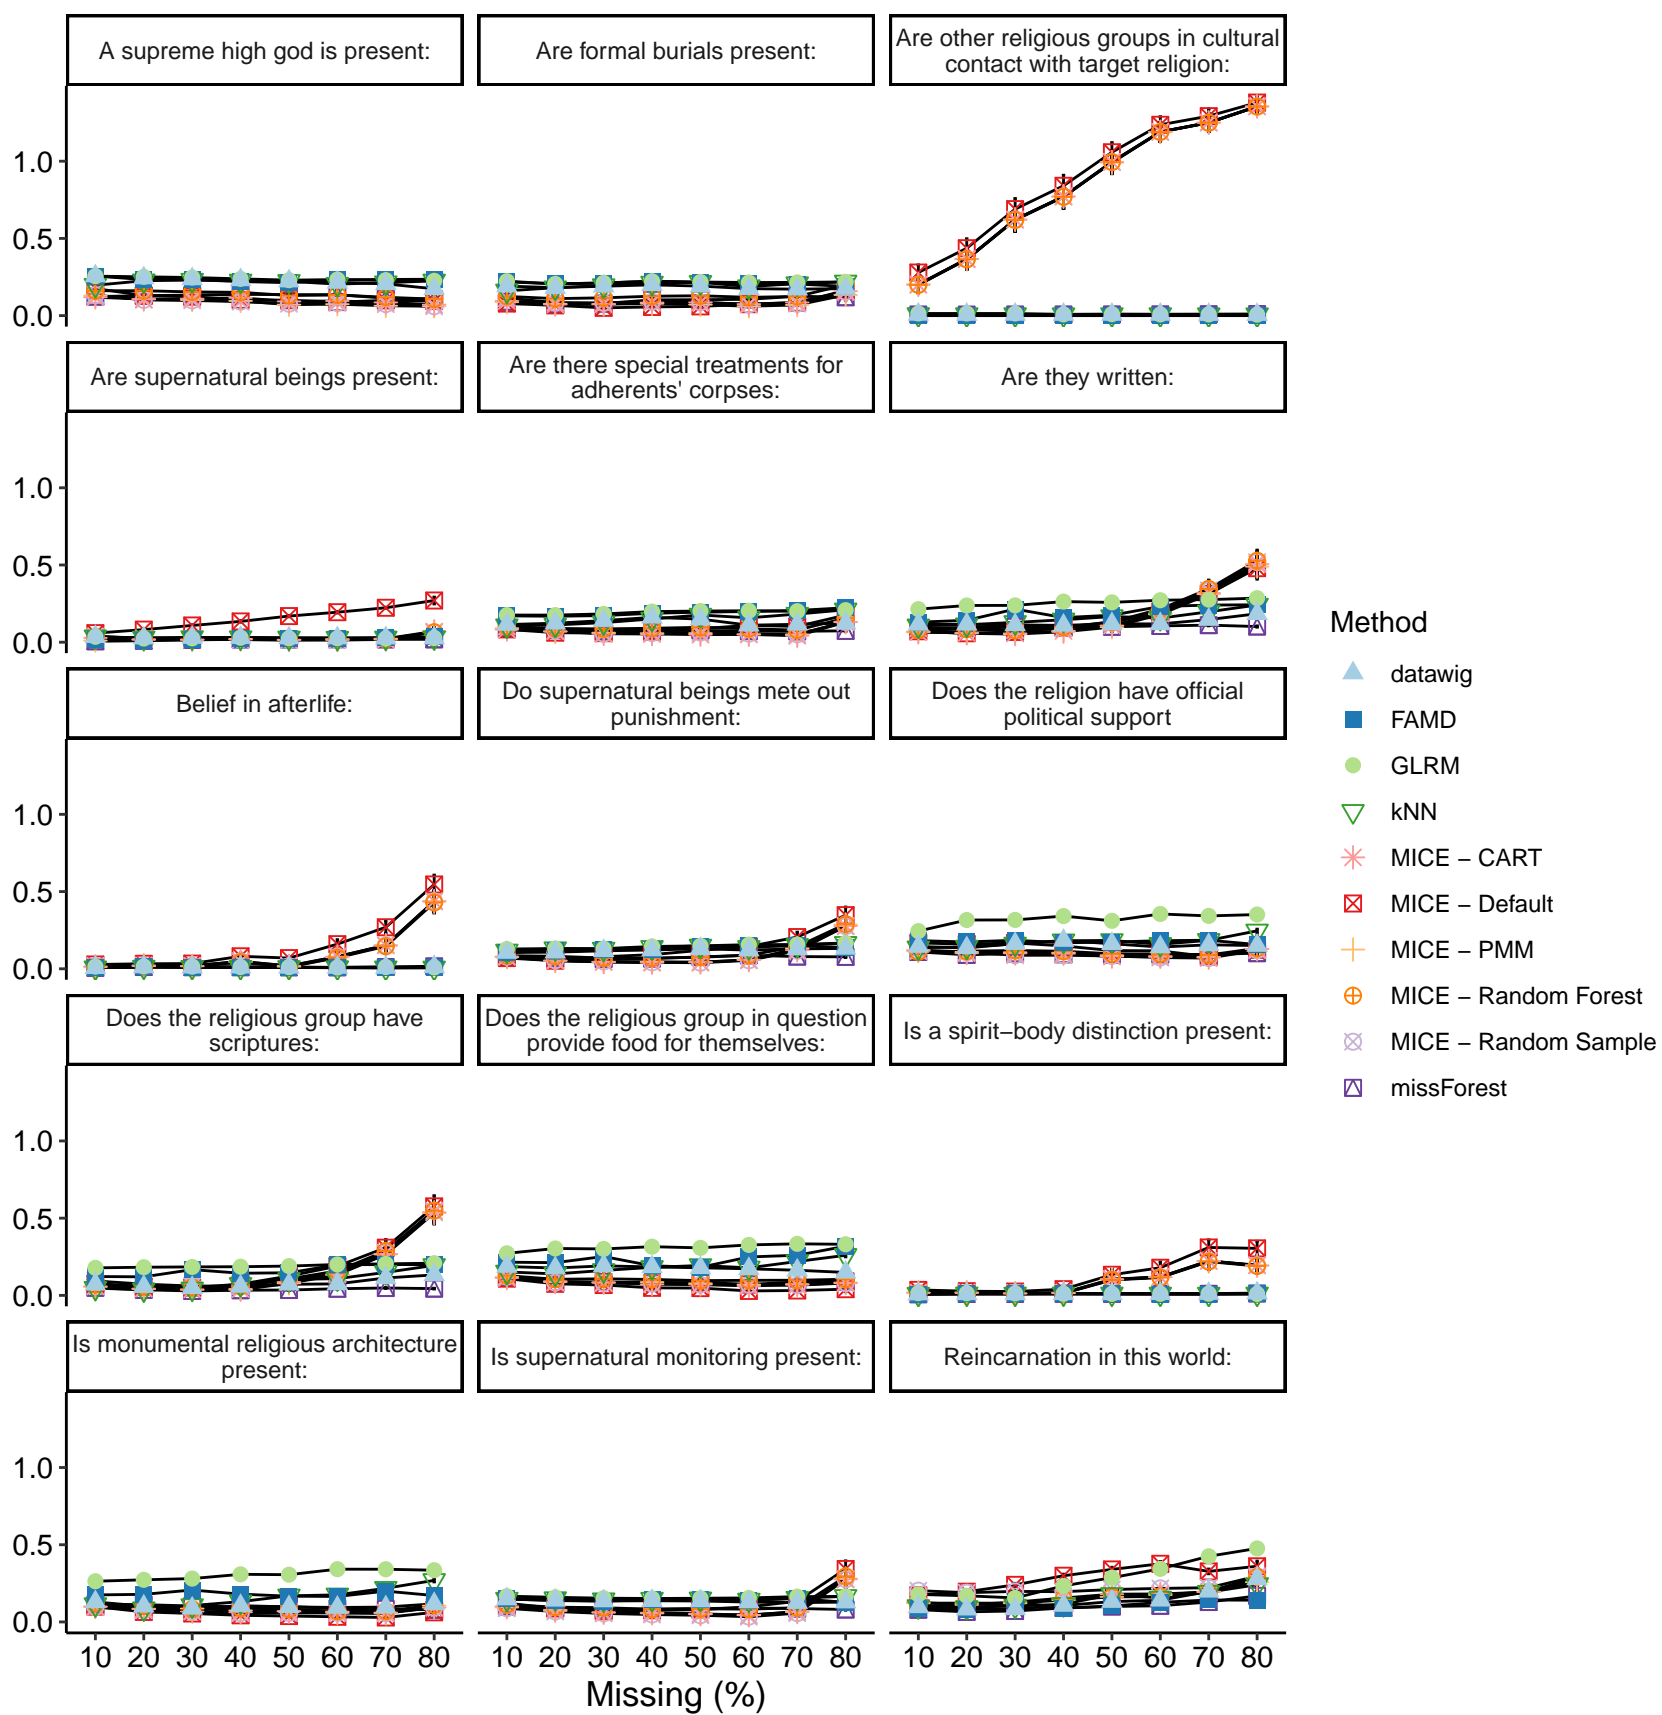 A supreme high god is present:
Are formal burials present:
Are other religious groups in cultural
contact with target religion:
1.0
0.5
0.0
Are supernatural beings present:
Are there special treatments for
adherents' corpses:
Are they written:
1.0
0.5
0.0
Belief in afterlife:
Do supernatural beings mete out
punishment:
Does the religion have official
political support
1.0
0.5
0.0
Does the religious group have
scriptures:
Does the religious group in question
provide food for themselves:
Is a spirit−body distinction present:
1.0
0.5
0.0
Is monumental religious architecture
present:
Is supernatural monitoring present:
Reincarnation in this world:
1.0
0.5
0.0
10 20 30 40 50 60 70 80
10 20 30 40 50 60 70 80
10 20 30 40 50 60 70 80
Missing (%)
Method
datawig
FAMD
GLRM
kNN
MICE − CART
MICE − Default
MICE − PMM
MICE − Random Forest
MICE − Random Sample
missForest